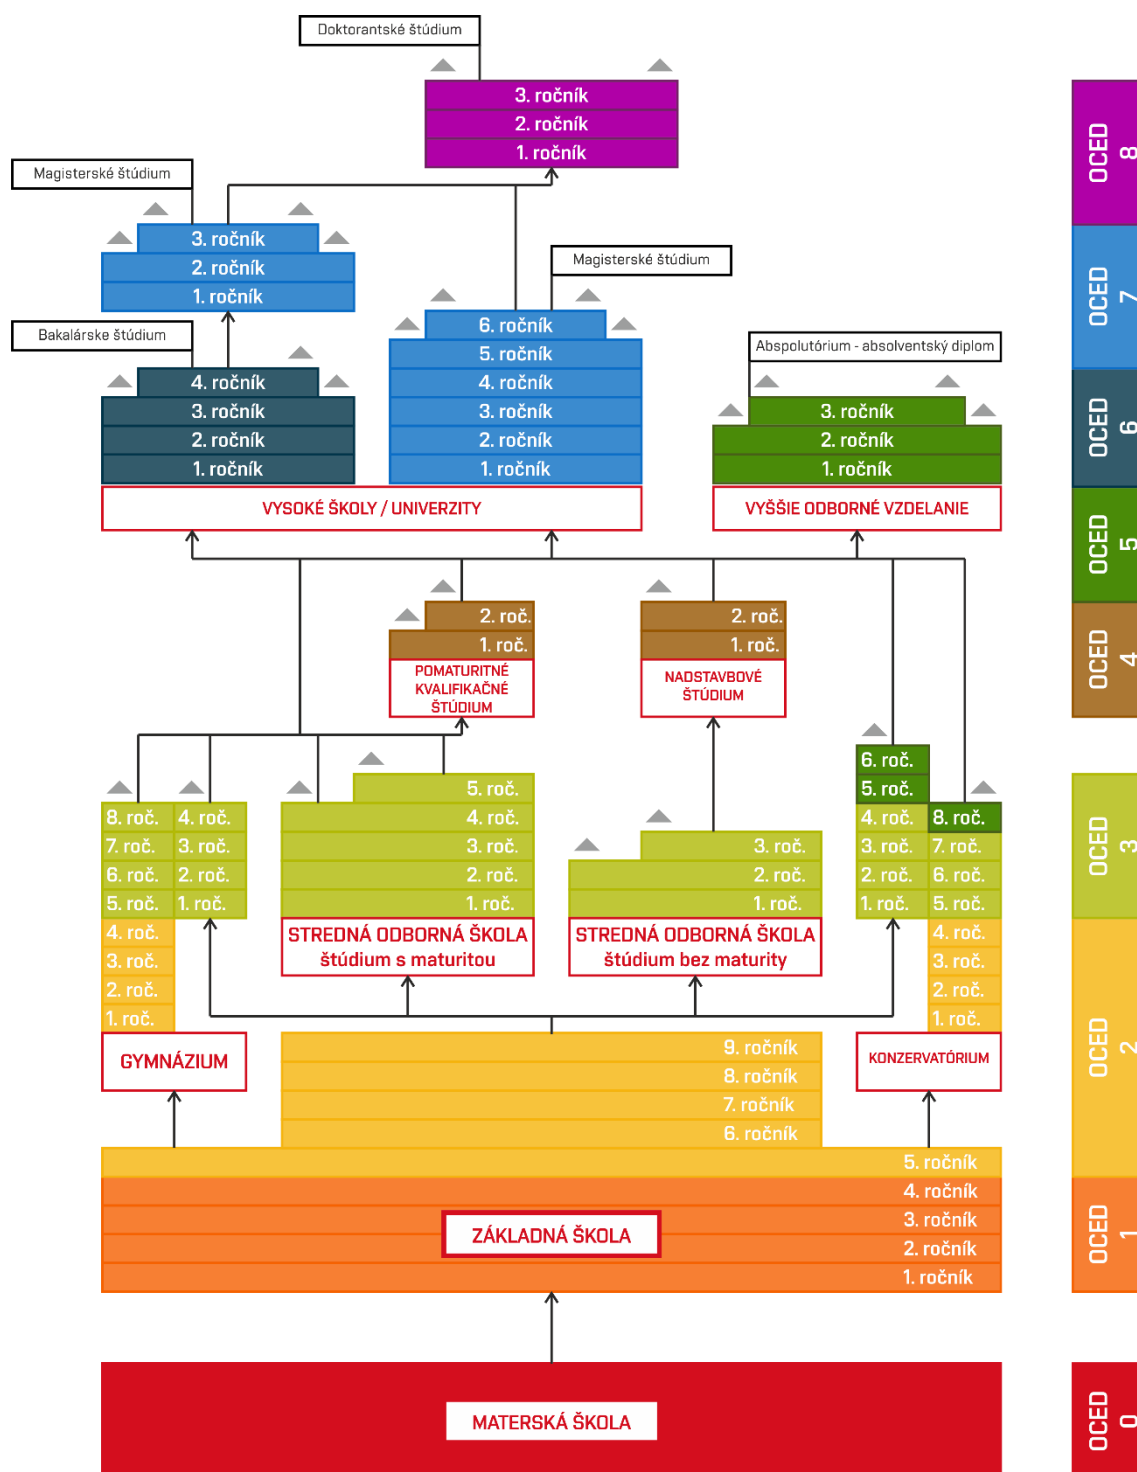 Doktorantské štúdium
3. ročník
2. ročník
1. ročník
OCED 8
Magisterské štúdium
3. ročník
2. ročník
1. ročník
Magisterské štúdium
6. ročník
5. ročník
4. ročník
3. ročník
2. ročník
1. ročník
OCED 7
Bakalárske štúdium
4. ročník
3. ročník
2. ročník
1. ročník
Abspolutórium - absolventský diplom
3. ročník
2. ročník
1. ročník
OCED 6
VYSOKÉ ŠKOLY / UNIVERZITY
VYŠŠIE ODBORNÉ VZDELANIE
OCED 5
2. roč.
1. roč.
POMATURITNÉ
KVALIFIKAČNÉ
ŠTÚDIUM
2. roč.
1. roč.
NADSTAVBOVÉ
ŠTÚDIUM
OCED 4
8. roč.
7. roč.
6. roč.
5. roč.
4. roč.
3. roč.
2. roč.
1. roč.
4. roč.
3. roč.
2. roč.
1. roč.
GYMNÁZIUM
5. roč.
4. roč.
3. roč.
2. roč.
1. roč.
STREDNÁ ODBORNÁ ŠKOLA
štúdium s maturitou
3. roč.
2. roč.
1. roč.
STREDNÁ ODBORNÁ ŠKOLA
štúdium bez maturity
6. roč.
5. roč.
4. roč.
3. roč.
2. roč.
1. roč.
8. roč.
7. roč.
6. roč.
5. roč.
4. roč.
3. roč.
2. roč.
1. roč.
KONZERVATÓRIUM
OCED 3
9. ročník
8. ročník
7. ročník
6. ročník
5. ročník
OCED 2
4. ročník
3. ročník
2. ročník
1. ročník
ZÁKLADNÁ ŠKOLA
OCED 1
MATERSKÁ ŠKOLA
OCED 0